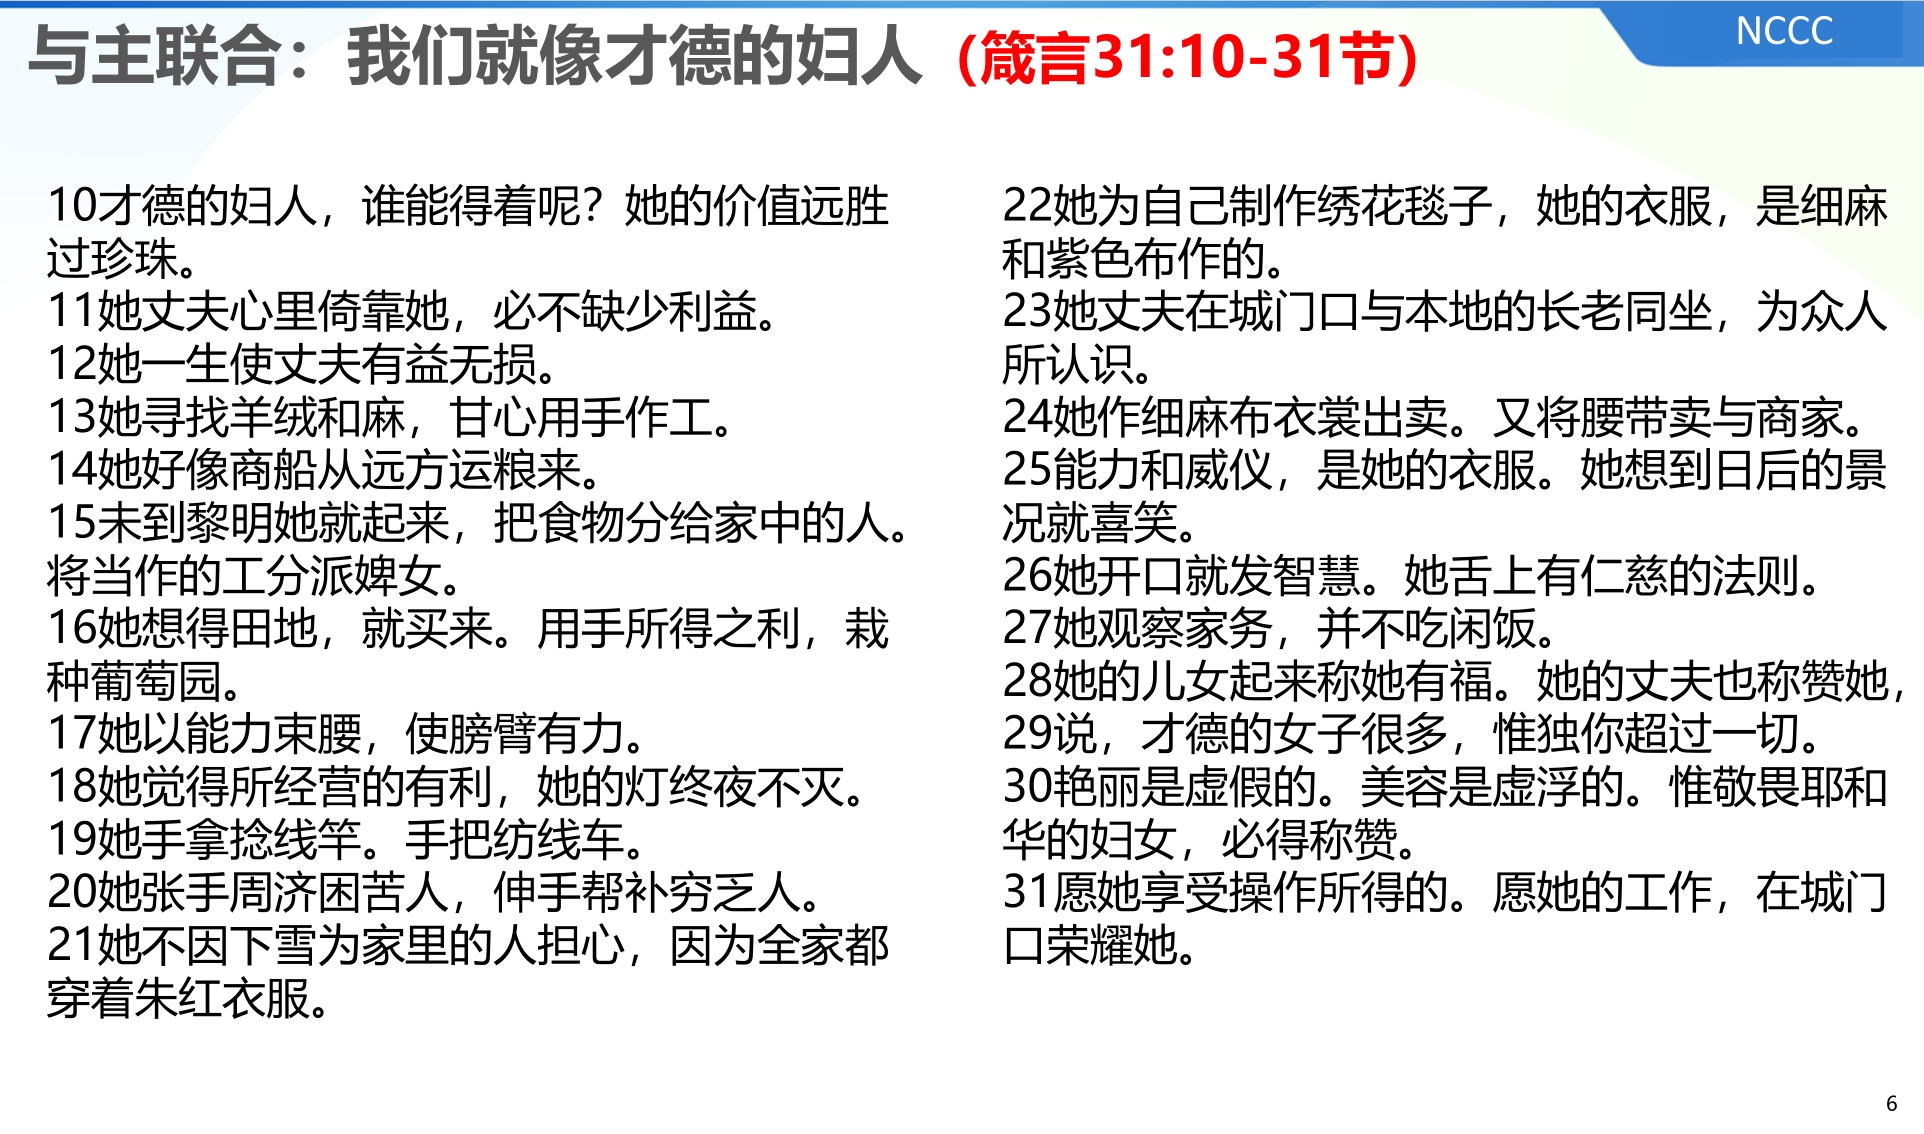 NCCC
与主联合：我们就像才德的妇人（箴言31:10-31节）
10才德的妇人，谁能得着呢？她的价值远胜
过珍珠。
11她丈夫心里倚靠她，必不缺少利益。
12她一生使丈夫有益无损。
13她寻找羊绒和麻，甘心用手作工。
14她好像商船从远方运粮来。
15未到黎明她就起来，把食物分给家中的人。
将当作的工分派婢女。
16她想得田地，就买来。用手所得之利，栽
种葡萄园。
17她以能力束腰，使膀臂有力。
18她觉得所经营的有利，她的灯终夜不灭。
19她手拿捻线竿。手把纺线车。
20她张手周济困苦人，伸手帮补穷乏人。
21她不因下雪为家里的人担心，因为全家都
穿着朱红衣服。
22她为自己制作绣花毯子，她的衣服，是细麻
和紫色布作的。
23她丈夫在城门口与本地的长老同坐，为众人
所认识。
24她作细麻布衣裳出卖。又将腰带卖与商家。
25能力和威仪，是她的衣服。她想到日后的景
况就喜笑。
26她开口就发智慧。她舌上有仁慈的法则。
27她观察家务，并不吃闲饭。
28她的儿女起来称她有福。她的丈夫也称赞她，
29说，才德的女子很多，惟独你超过一切。
30艳丽是虚假的。美容是虚浮的。惟敬畏耶和
华的妇女，必得称赞。
31愿她享受操作所得的。愿她的工作，在城门
口荣耀她。
6